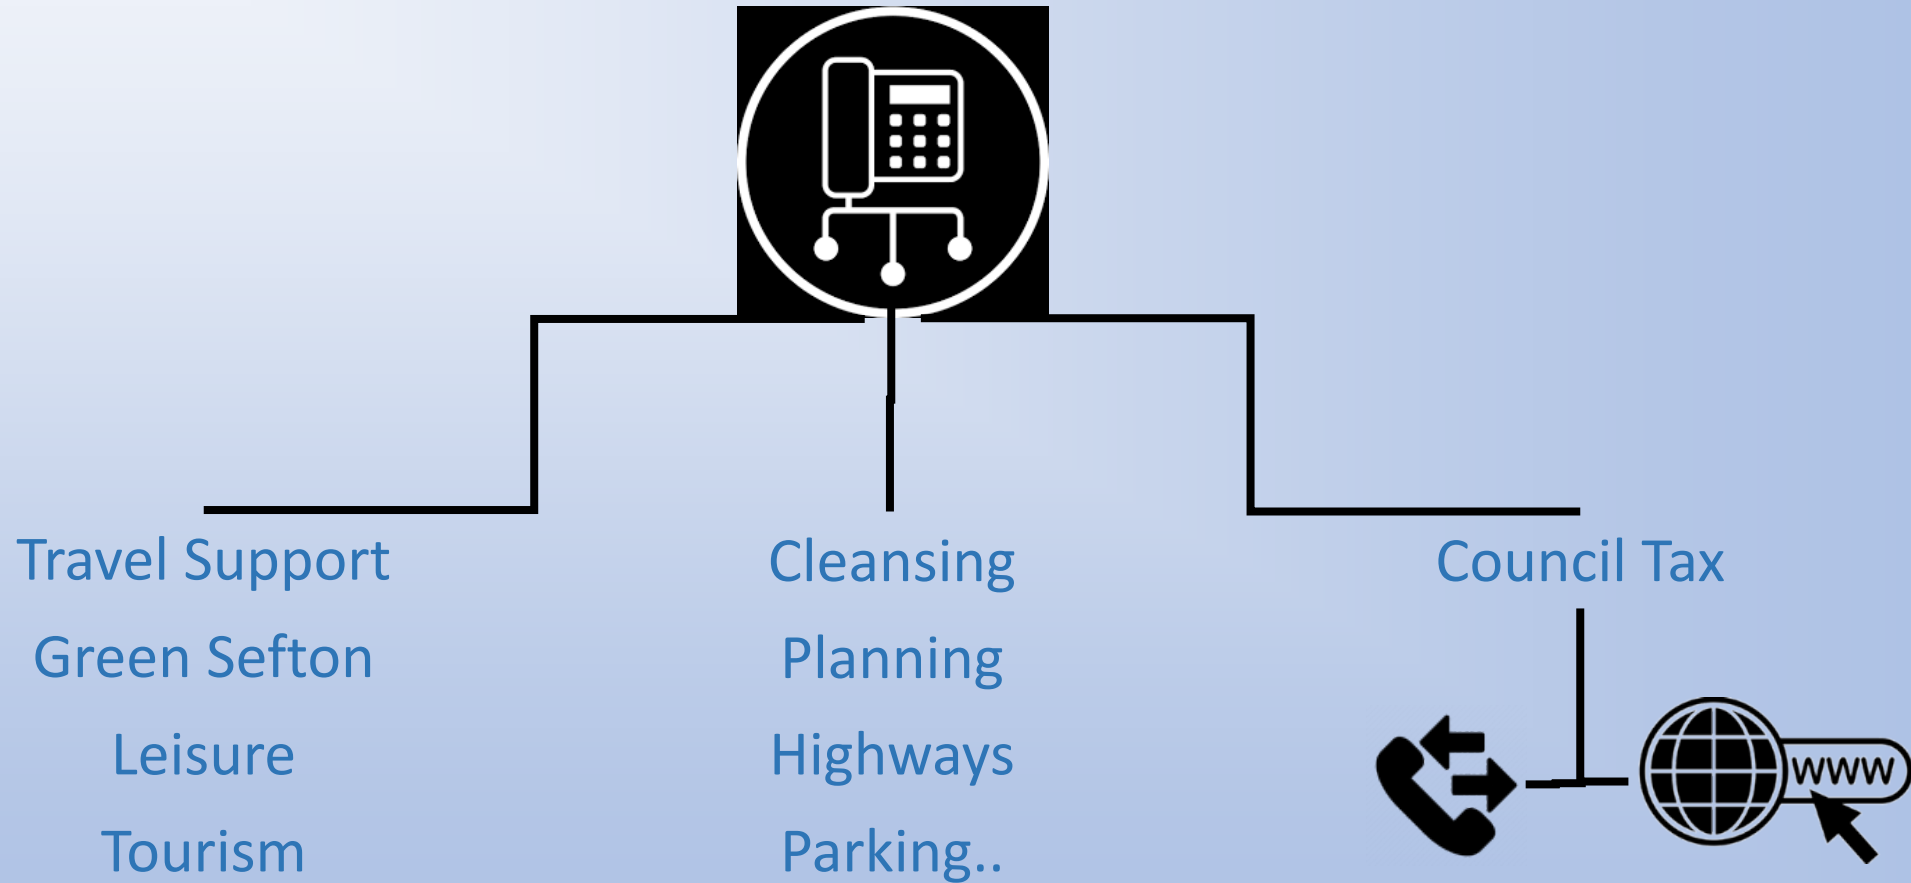 Travel Support
Green Sefton
Leisure
Tourism
Cleansing
Planning
Highways
Parking..
Council Tax
www